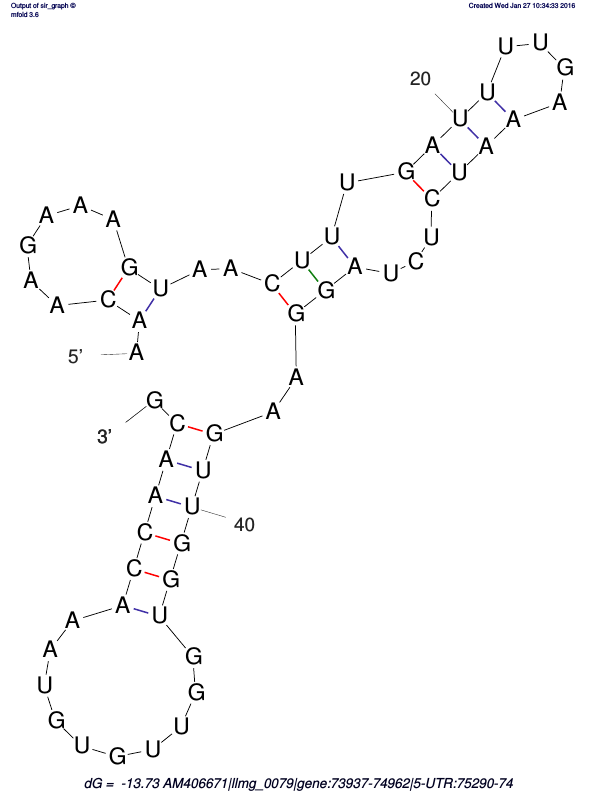 Output of sir_graph ©
mfold 3.6
Created Wed Jan 27 10:34:33 2016
5' A A C A A G A A A G U A A C U U U G A U 20 U U U G A A A U C U C U A G G A A G U U 40 G G U G G U U G U G U A A A C C A A C G 3'
dG = -13.73 AM406671|llmg_0079|gene:73937-74962|5-UTR:75290-74